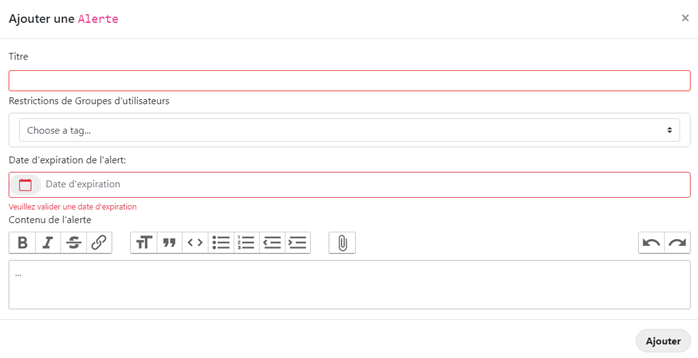 Ajouter une Alerte ×
Titre
Restrictions de Groupes d'utilisateurs
Choose a tag...
Date d'expiration de l'alert:
Date d'expiration
Veuillez valider une date d'expiration
Contenu de l'alerte
B I S
...
Ajouter